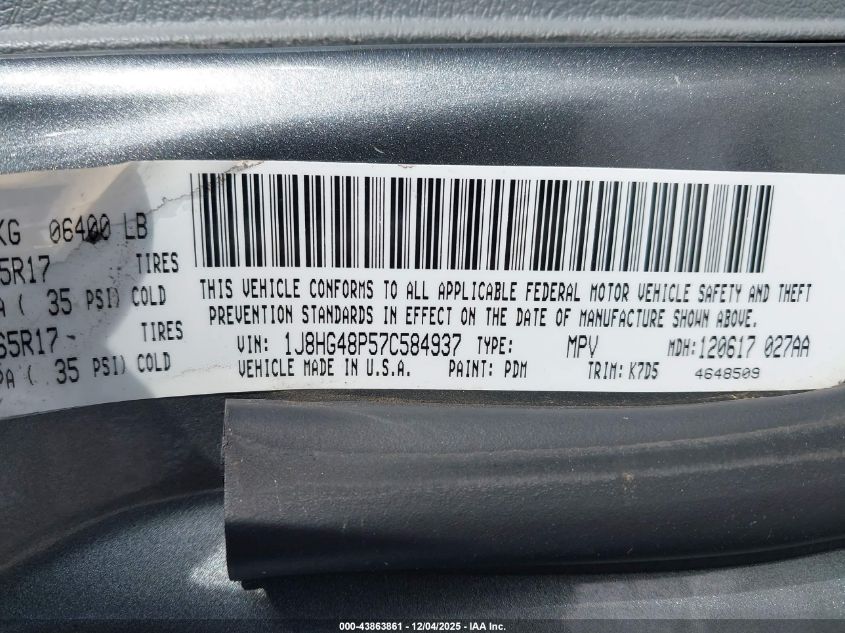 KG 06400 LB
5R17 TIRES
A ( 35 PSI) COLD
5R17- TIRES
A ( 35 PSI) COLD
THIS VEHICLE CONFORMS TO ALL APPLICABLE FEDERAL MOTOR VEHICLE SAFETY AND THEFT
PREVENTION STANDARDS IN EFFECT ON THE DATE OF MANUFACTURE SHOWN ABOVE.
VIN: 1J8HG48P57C584937 TYPE: MPV MDH: 120617 027AA
VEHICLE MADE IN U.S.A. PAINT: PDM TRIM: K7D5 4648509
000-43863861 - 12/04/2025 - IAA Inc.